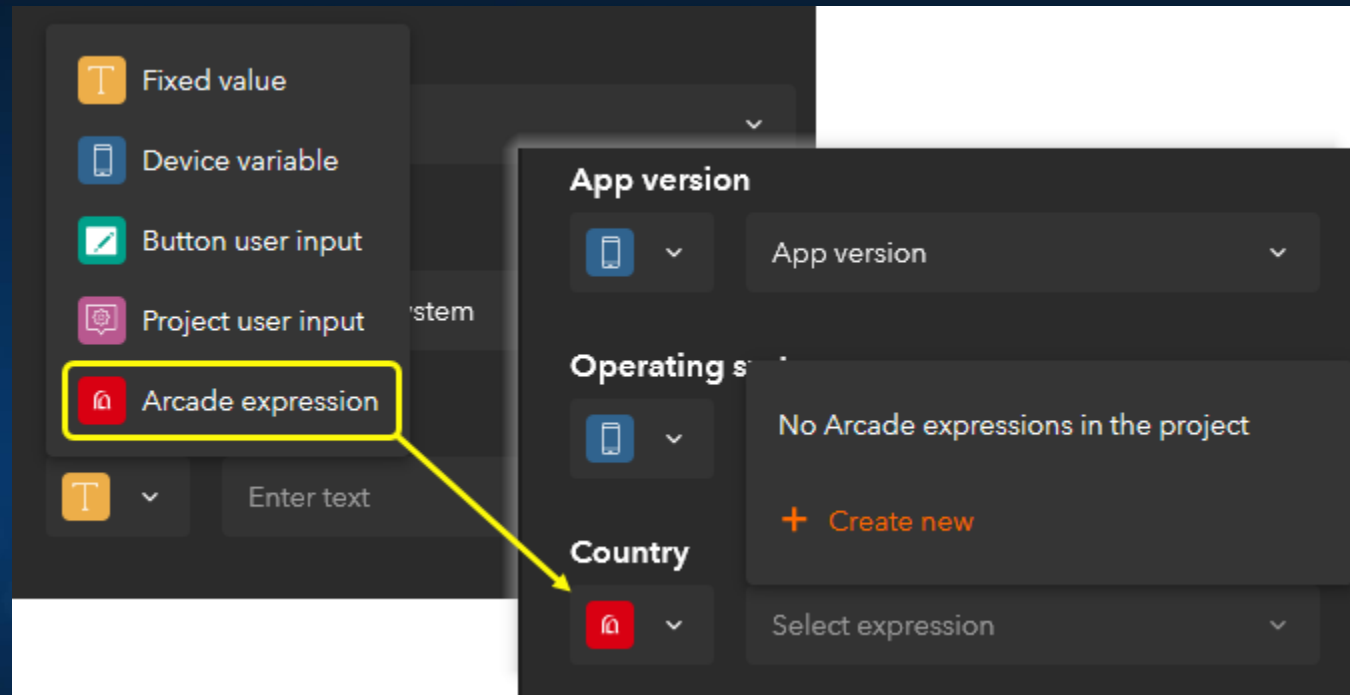 Fixed value
Device variable
Button user input
Project user input
Arcade expression
Enter text
App version
App version
Operating
No Arcade expressions in the project
+ Create new
Country
Select expression